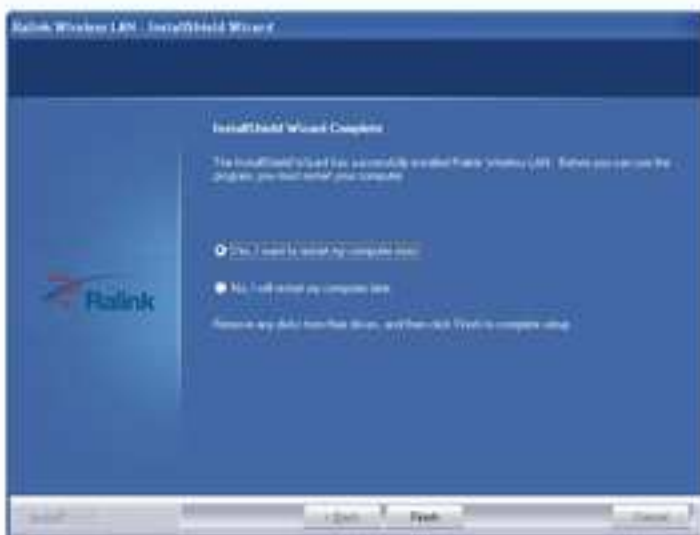 Ralink Wireless LAN - InstallShield Wizard
InstallShield Wizard Complete
The InstallShield Wizard has successfully installed Ralink Wireless LAN. Before you can use the
program, you must restart your computer.
Yes, I want to restart my computer now.
No, I will restart my computer later.
Ralink
Remove any disks from their drives, and then click Finish to complete setup.
< Back
Finish
Cancel